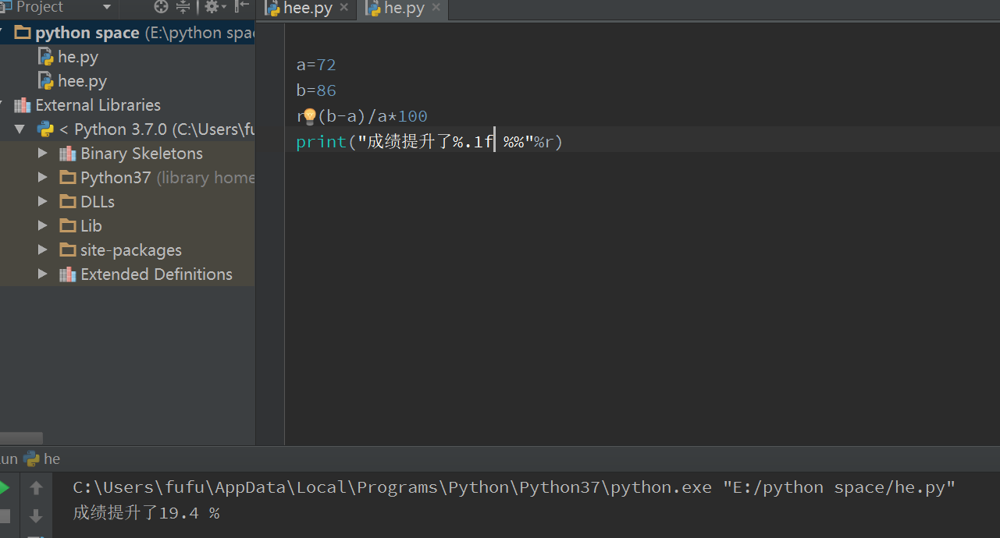 Project
hee.py
he.py
python space (E:\python spac
he.py
hee.py
External Libraries
< Python 3.7.0 (C:\Users\fu
Binary Skeletons
Python37 (library home
DLLs
Lib
site-packages
Extended Definitions
a=72
b=86
r (b-a)/a*100
print("成绩提升了%.1f %%"%r)
un he
C:\Users\fufu\AppData\Local\Programs\Python\Python37\python.exe "E:/python space/he.py"
成绩提升了19.4 %